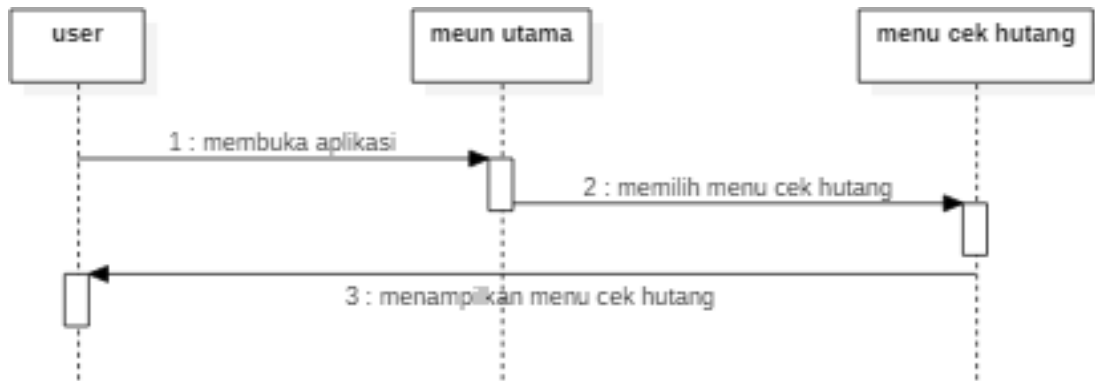 user
meun utama
menu cek hutang
1 : membuka aplikasi
2 : memilih menu cek hutang
3 : menampilkan menu cek hutang